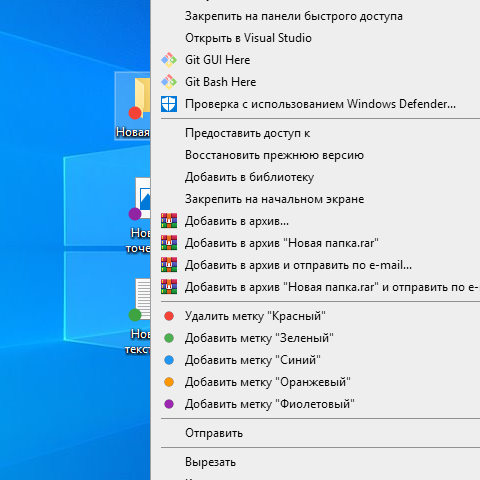 Закрепить на панели быстрого доступа
Открыть в Visual Studio
Git GUI Here
Git Bash Here
Проверка с использованием Windows Defender...
Предоставить доступ к
Восстановить прежнюю версию
Добавить в библиотеку
Закрепить на начальном экране
Добавить в архив...
Добавить в архив "Новая папка.rar"
Добавить в архив и отправить по e-mail...
Добавить в архив "Новая папка.rar" и отправить по e-
Удалить метку "Красный"
Добавить метку "Зеленый"
Добавить метку "Синий"
Добавить метку "Оранжевый"
Добавить метку "Фиолетовый"
Отправить
Вырезать
Новая
Нов
точе
Нов
текст